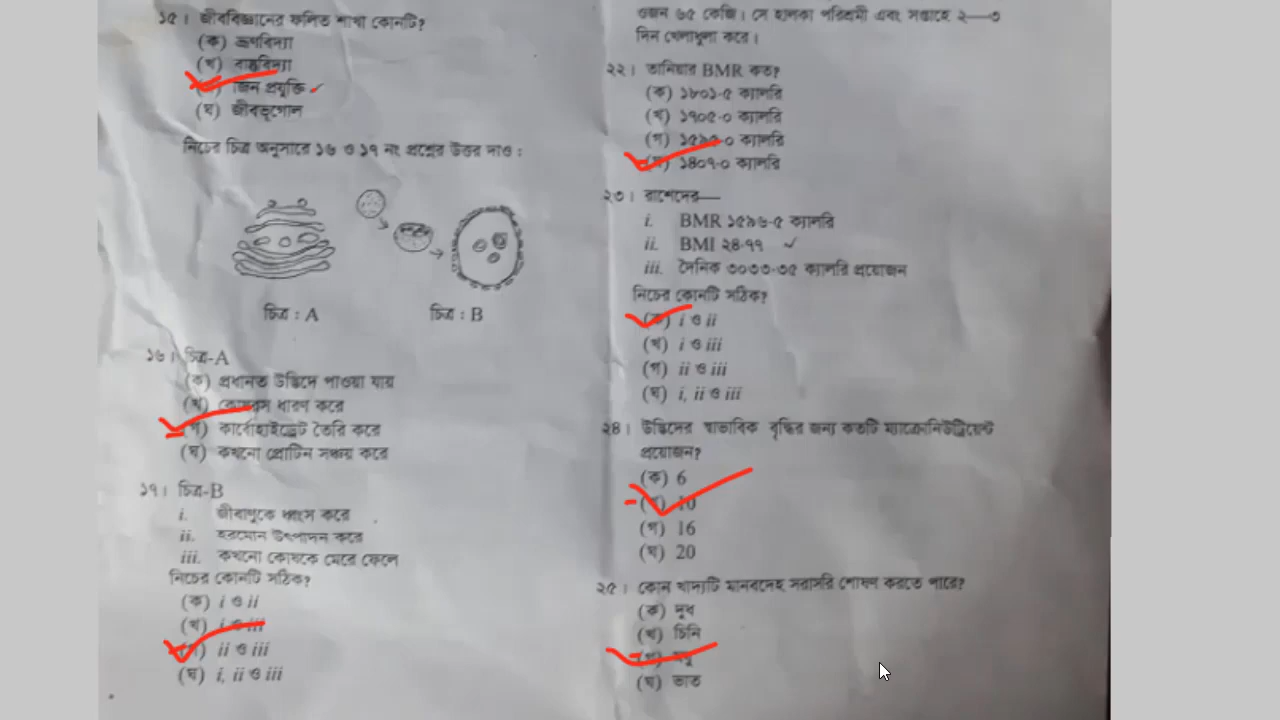 ১৫। জীববিজ্ঞানের ফলিত শাখা কোনটি?
(ক) ভ্রূণবিদ্যা
(খ) বাস্তুবিদ্যা
জিন প্রযুক্তি
(ঘ) জীবভূগোল
নিচের চিত্র অনুসারে ১৬ ও ১৭ নং প্রশ্নের উত্তর দাও :
চিত্র : A
চিত্র : B
১৬। চিত্র-A
(ক) প্রধানত উদ্ভিদে পাওয়া যায়
(খ) কোষরস ধারণ করে
(গ) কার্বোহাইড্রেট তৈরি করে
(ঘ) কখনো প্রোটিন সঞ্চয় করে
১৭। চিত্র-B
i. জীবাণুকে ধ্বংস করে
ii. হরমোন উৎপাদন করে
iii. কখনো কোষকে মেরে ফেলে
নিচের কোনটি সঠিক?
(ক) i ও ii
(খ) i ও iii
(গ) ii ও iii
(ঘ) i, ii ও iii
ওজন ৬৫ কেজি। সে হালকা পরিশ্রমী এবং সপ্তাহে ২—৩
দিন খেলাধুলা করে।
২২। তানিয়ার BMR কত?
(ক) ১৮০১·৫ ক্যালরি
(খ) ১৭০৫·০ ক্যালরি
(গ) ১৫৯৫·০ ক্যালরি
(ঘ) ১৪০৭·০ ক্যালরি
২৩। রাশেদের—
i. BMR ১৫৯৬·৫ ক্যালরি
ii. BMI ২৪·৭৭
iii. দৈনিক ৩০৩৩·৩৫ ক্যালরি প্রয়োজন
নিচের কোনটি সঠিক?
(ক) i ও ii
(খ) i ও iii
(গ) ii ও iii
(ঘ) i, ii ও iii
২৪। উদ্ভিদের স্বাভাবিক বৃদ্ধির জন্য কতটি ম্যাক্রোনিউট্রিয়েন্ট
প্রয়োজন?
(ক) 6
(খ) 10
(গ) 16
(ঘ) 20
২৫। কোন খাদ্যটি মানবদেহ সরাসরি শোষণ করতে পারে?
(ক) দুধ
(খ) চিনি
(গ) মধু
(ঘ) ভাত